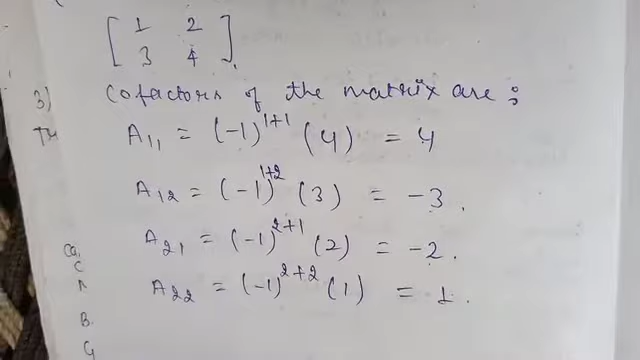 [ 1 2
3 4 ].
3) cofactors of the matrix are :
A₁₁ = (-1)¹⁺¹ (4) = 4
A₁₂ = (-1)¹⁺² (3) = -3.
A₂₁ = (-1)²⁺¹ (2) = -2.
A₂₂ = (-1)²⁺² (1) = 1.
C
B.